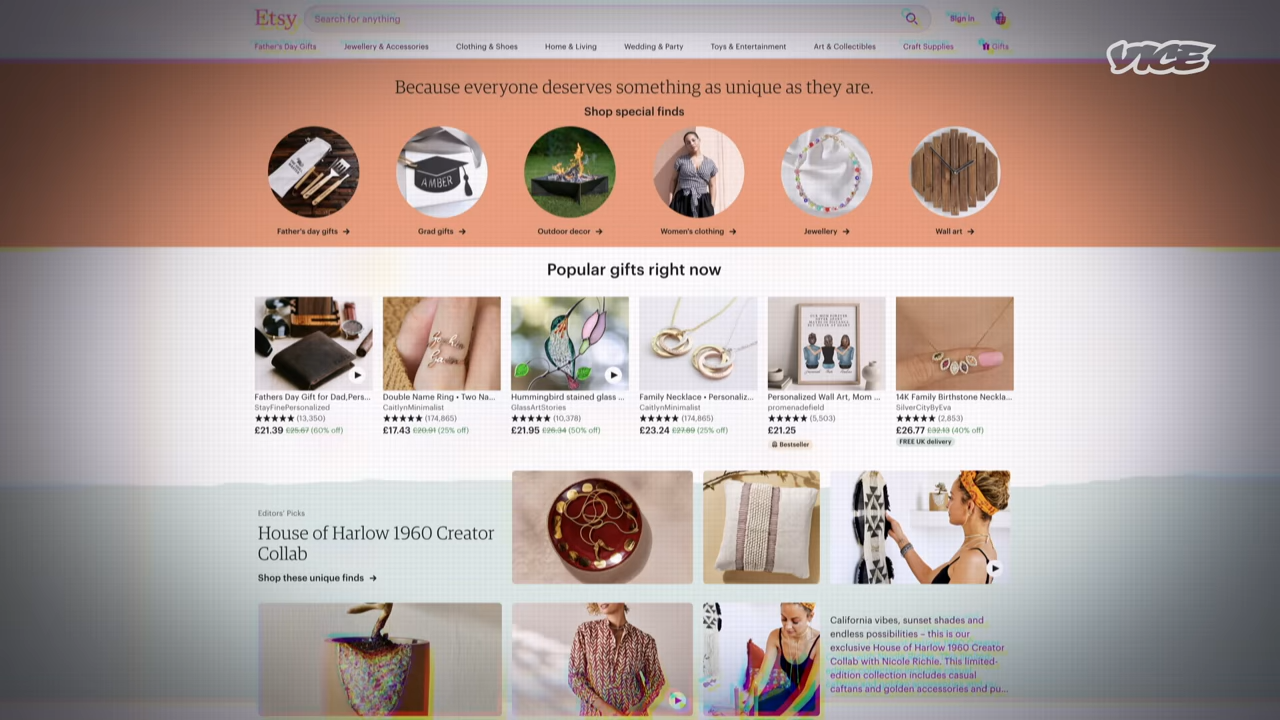 Etsy
Search for anything
Sign in
Father's Day Gifts
Jewellery & Accessories
Clothing & Shoes
Home & Living
Wedding & Party
Toys & Entertainment
Art & Collectibles
Craft Supplies
Gifts
VICE
Because everyone deserves something as unique as they are.
Shop special finds
AMBER
Father's day gifts →
Grad gifts →
Outdoor decor →
Women's clothing →
Jewellery →
Wall art →
Popular gifts right now
Fathers Day Gift for Dad,Pers...
StayFinePersonalized
★★★★★ (13,350)
£21.39 £25.67 (60% off)
Double Name Ring • Two Na...
CaitlynMinimalist
★★★★★ (174,865)
£17.43 £20.91 (25% off)
Hummingbird stained glass ...
GlassArtStories
★★★★★ (10,378)
£21.95 £26.34 (50% off)
Family Necklace • Personaliz...
CaitlynMinimalist
★★★★★ (174,865)
£23.24 £27.89 (25% off)
Personalized Wall Art, Mom ...
promenadefield
★★★★★ (5,503)
£21.25
Bestseller
14K Family Birthstone Neckla...
SilverCityByEva
★★★★★ (2,653)
£26.77 £32.13 (40% off)
FREE UK delivery
Editors' Picks
House of Harlow 1960 Creator
Collab
Shop these unique finds →
California vibes, sunset shades and
endless possibilities – this is our
exclusive House of Harlow 1960 Creator
Collab with Nicole Richie. This limited-
edition collection includes casual
caftans and golden accessories and pu...